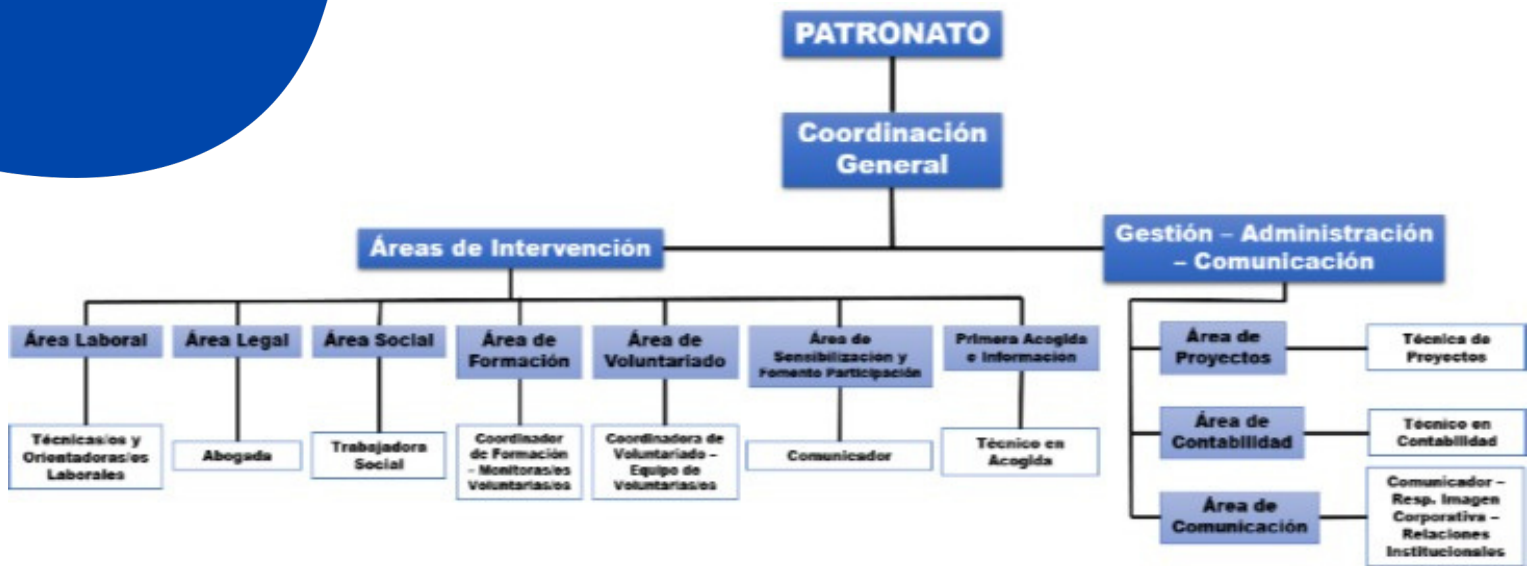 PATRONATO
Coordinación
General
Áreas de Intervención
Gestión – Administración
– Comunicación
Área Laboral
Área Legal
Área Social
Área de
Formación
Área de
Voluntariado
Área de
Sensibilización y
Fomento Participación
Primera Acogida
e Información
Técnicas/os y
Orientadoras/es
Laborales
Abogada
Trabajadora
Social
Coordinador
de Formación
– Monitoras/es
Voluntarias/os
Coordinadora de
Voluntariado –
Equipo de
Voluntarias/os
Comunicador
Técnico en
Acogida
Área de
Proyectos
Técnica de
Proyectos
Área de
Contabilidad
Técnico en
Contabilidad
Área de
Comunicación
Comunicador –
Resp. Imagen
Corporativa –
Relaciones
Institucionales